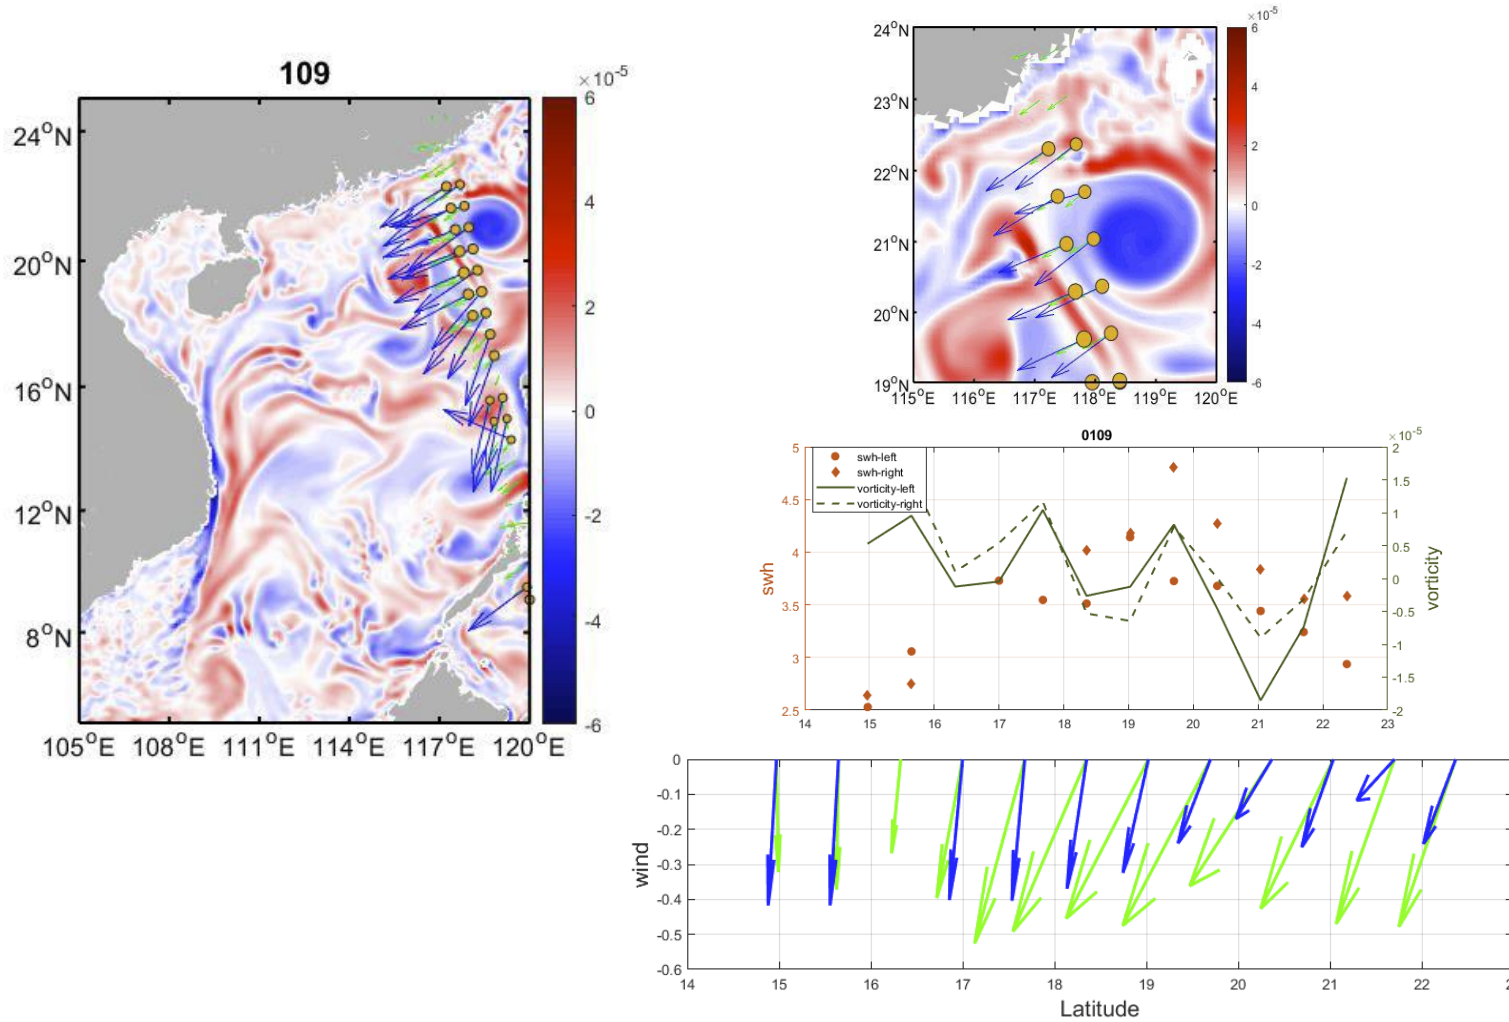 109
×10⁻⁵
24°N
20°N
16°N
12°N
8°N
105°E 108°E 111°E 114°E 117°E 120°E
6
4
2
0
-2
-4
-6
×10⁻⁵
24°N
23°N
22°N
21°N
20°N
19°N
115°E 116°E 117°E 118°E 119°E 120°E
6
4
2
0
-2
-4
-6
0109
×10⁻⁵
swh-left
swh-right
vorticity-left
vorticity-right
5
4.5
4
3.5
3
2.5
swh
14 15 16 17 18 19 20 21 22 23
2
1.5
1
0.5
0
-0.5
-1
-1.5
-2
vorticity
0
-0.1
-0.2
-0.3
-0.4
-0.5
-0.6
wind
14 15 16 17 18 19 20 21 22
Latitude